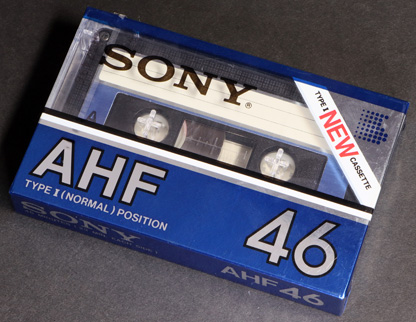 SONY®
TYPE I
NEW
CASSETTE
AHF
TYPE I (NORMAL) POSITION
46
SONY
AHF 46